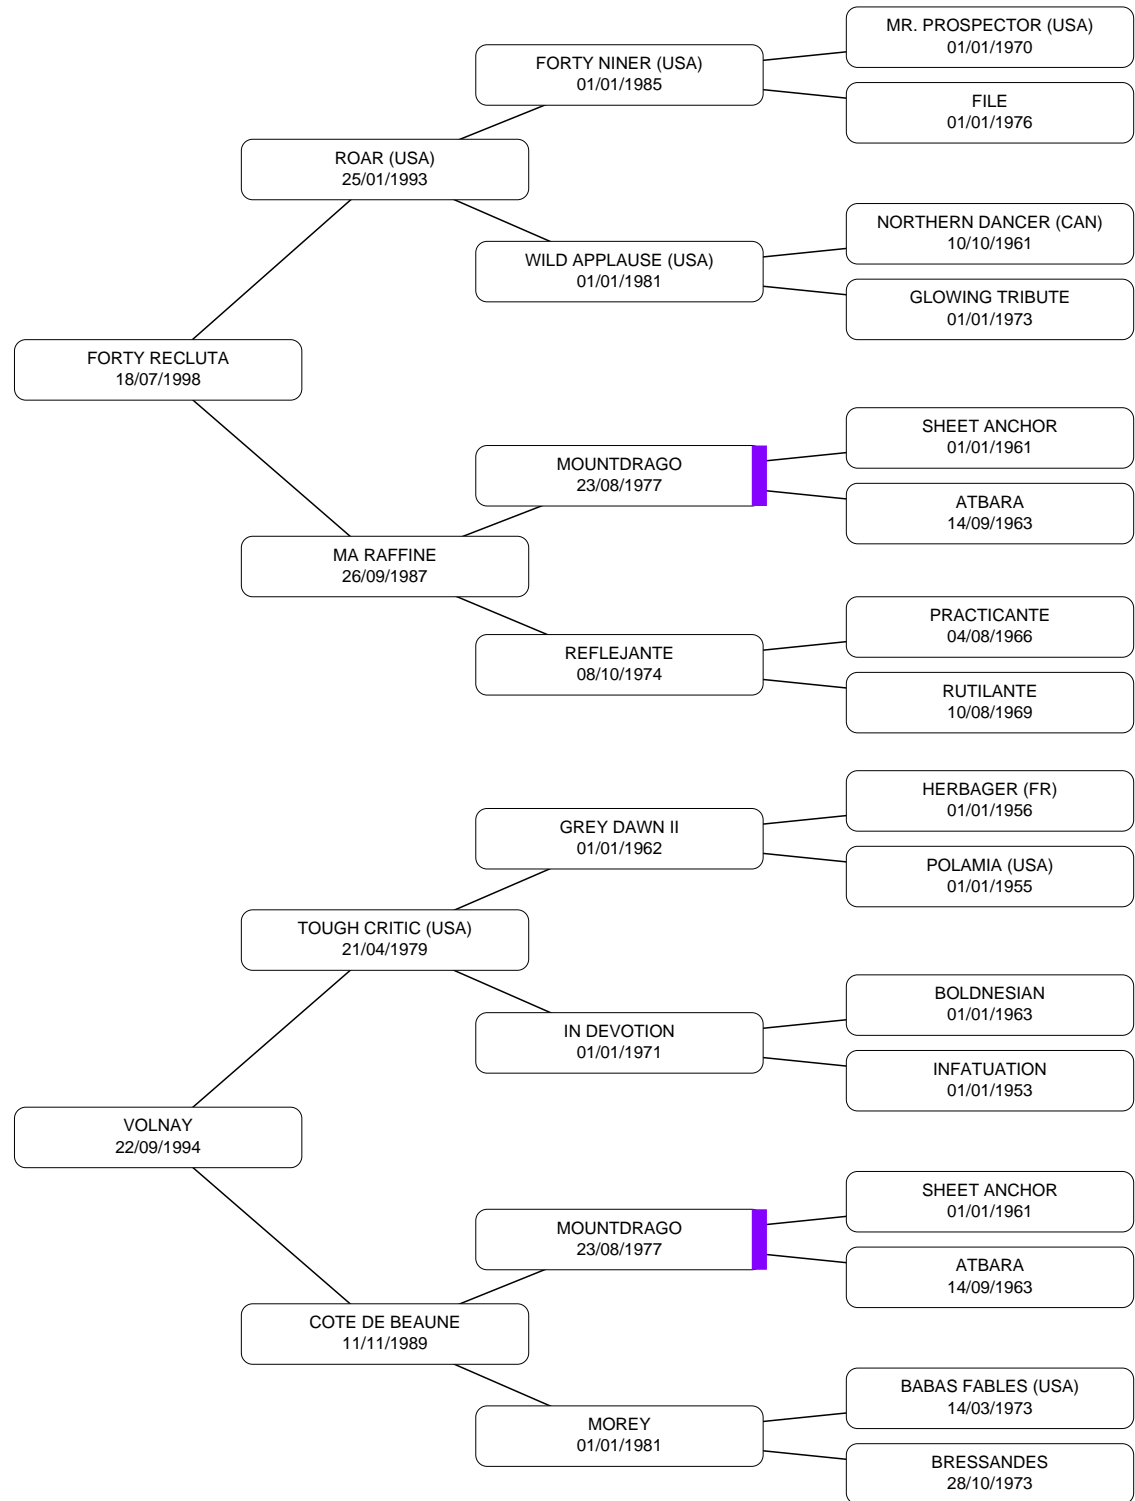 MR. PROSPECTOR (USA)
01/01/1970
FORTY NINER (USA)
01/01/1985
FILE
01/01/1976
ROAR (USA)
25/01/1993
NORTHERN DANCER (CAN)
10/10/1961
WILD APPLAUSE (USA)
01/01/1981
GLOWING TRIBUTE
01/01/1973
FORTY RECLUTA
18/07/1998
SHEET ANCHOR
01/01/1961
MOUNTDRAGO
23/08/1977
ATBARA
14/09/1963
MA RAFFINE
26/09/1987
PRACTICANTE
04/08/1966
REFLEJANTE
08/10/1974
RUTILANTE
10/08/1969
HERBAGER (FR)
01/01/1956
GREY DAWN II
01/01/1962
POLAMIA (USA)
01/01/1955
TOUGH CRITIC (USA)
21/04/1979
BOLDNESIAN
01/01/1963
IN DEVOTION
01/01/1971
INFATUATION
01/01/1953
VOLNAY
22/09/1994
SHEET ANCHOR
01/01/1961
MOUNTDRAGO
23/08/1977
ATBARA
14/09/1963
COTE DE BEAUNE
11/11/1989
BABAS FABLES (USA)
14/03/1973
MOREY
01/01/1981
BRESSANDES
28/10/1973